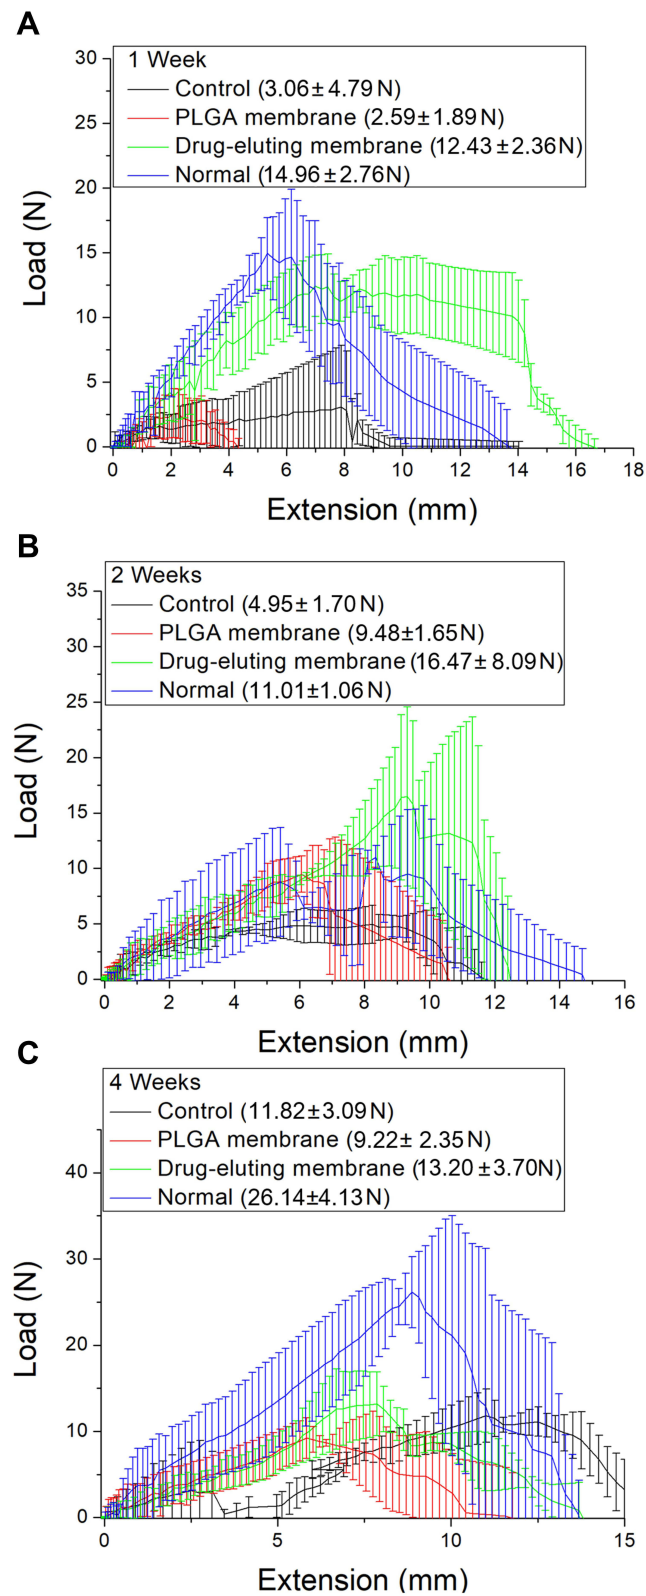 A
1 Week
Control (3.06±4.79 N)
PLGA membrane (2.59±1.89 N)
Drug-eluting membrane (12.43±2.36 N)
Normal (14.96±2.76 N)
30
25
20
15
10
5
0
Load (N)
0 2 4 6 8 10 12 14 16 18
Extension (mm)
B
2 Weeks
Control (4.95±1.70 N)
PLGA membrane (9.48±1.65 N)
Drug-eluting membrane (16.47±8.09 N)
Normal (11.01±1.06 N)
35
30
25
20
15
10
5
0
Load (N)
0 2 4 6 8 10 12 14 16
Extension (mm)
C
4 Weeks
Control (11.82±3.09 N)
PLGA membrane (9.22±2.35 N)
Drug-eluting membrane (13.20±3.70 N)
Normal (26.14±4.13 N)
40
30
20
10
0
Load (N)
0 5 10 15
Extension (mm)